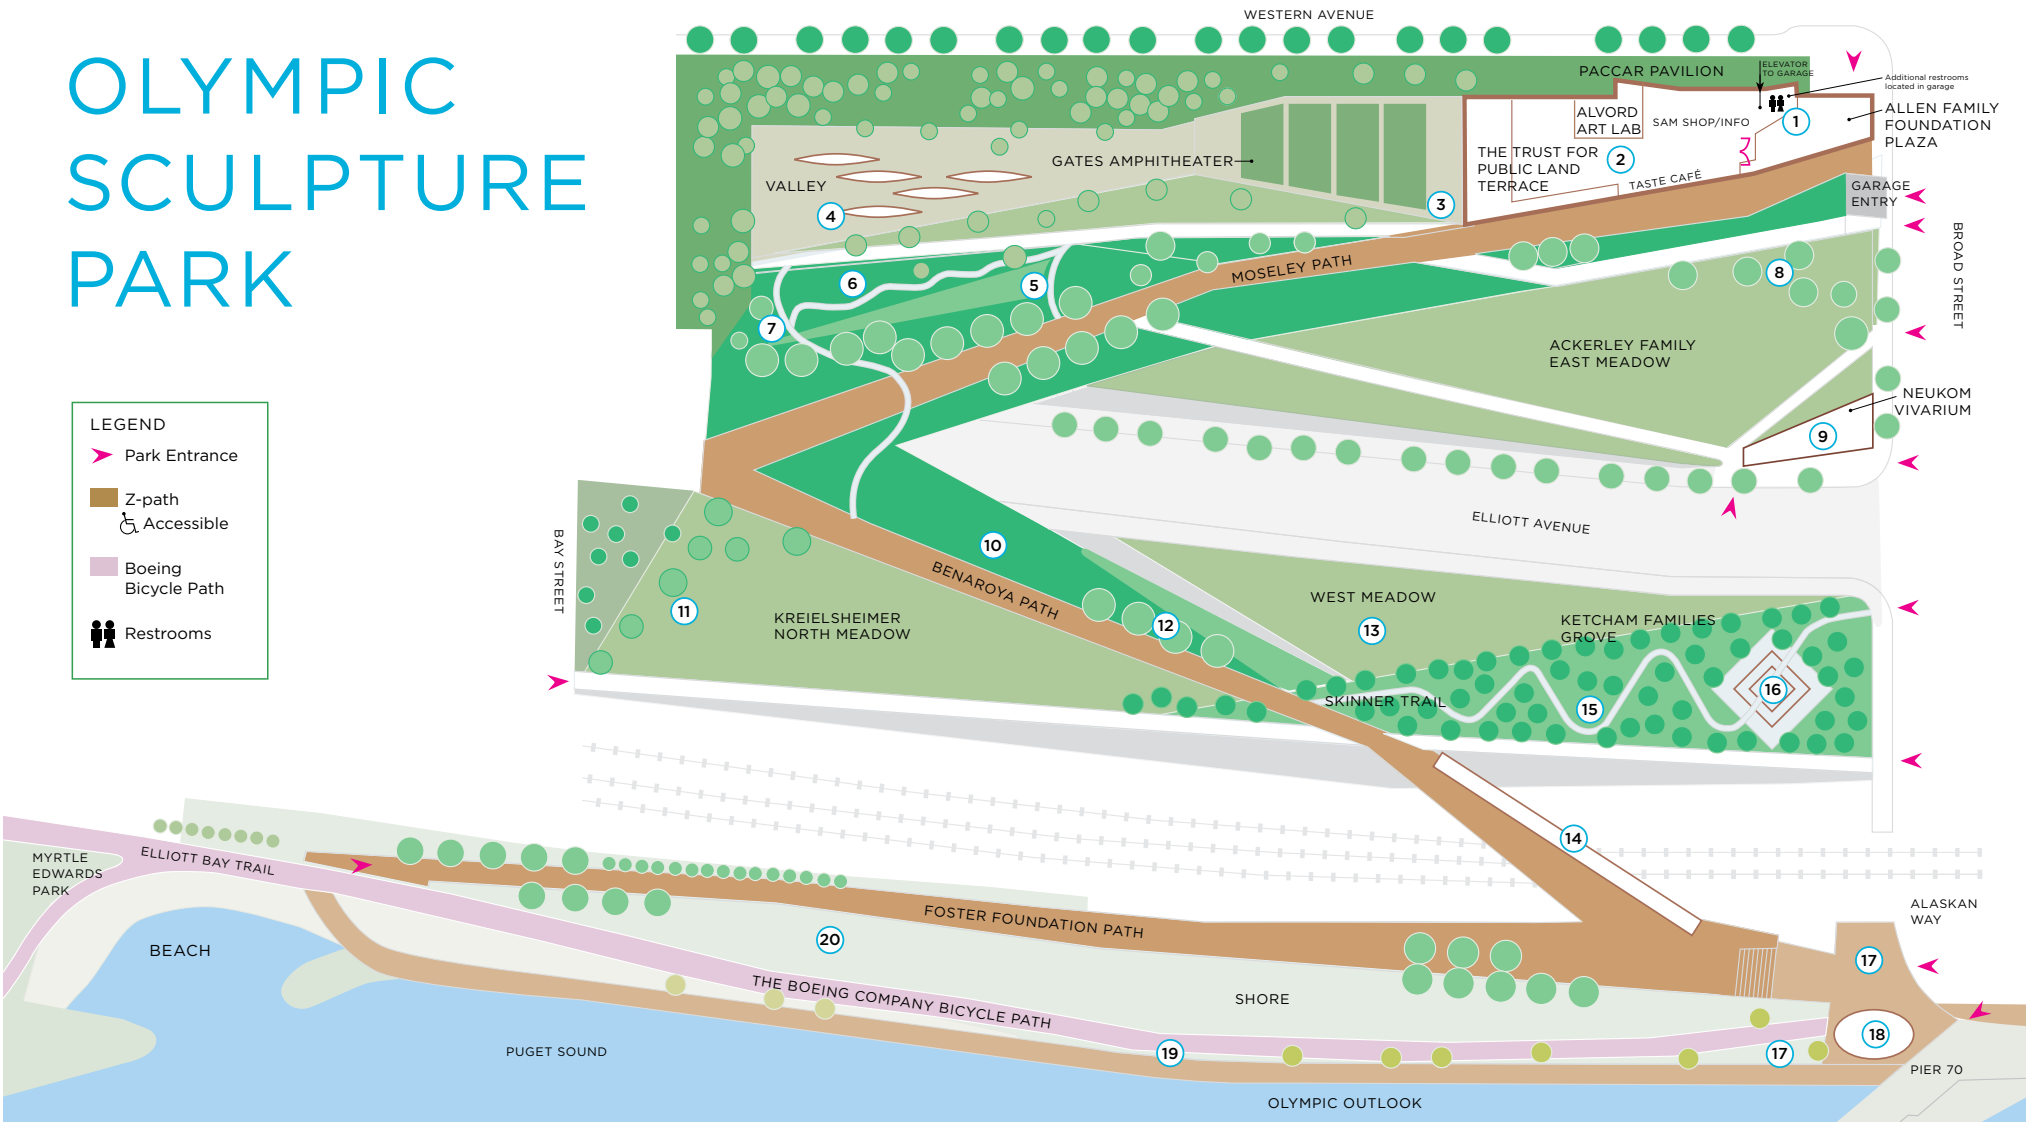 OLYMPIC
SCULPTURE
PARK
LEGEND
Park Entrance
Z-path
Accessible
Boeing
Bicycle Path
Restrooms
WESTERN AVENUE
PACCAR PAVILION
ELEVATOR
TO GARAGE
Additional restrooms
located in garage
ALLEN FAMILY
FOUNDATION
PLAZA
ALVORD
ART LAB
SAM SHOP/INFO
1
2
THE TRUST FOR
PUBLIC LAND
TERRACE
TASTE CAFÉ
GATES AMPHITHEATER
VALLEY
4
3
GARAGE
ENTRY
BROAD STREET
MOSELEY PATH
5
6
7
8
ACKERLEY FAMILY
EAST MEADOW
NEUKOM
VIVARIUM
9
ELLIOTT AVENUE
BAY STREET
10
BENAROYA PATH
11
KREIELSHEIMER
NORTH MEADOW
12
WEST MEADOW
13
KETCHAM FAMILIES
GROVE
SKINNER TRAIL
15
16
14
MYRTLE
EDWARDS
PARK
ELLIOTT BAY TRAIL
BEACH
FOSTER FOUNDATION PATH
20
THE BOEING COMPANY BICYCLE PATH
SHORE
ALASKAN
WAY
17
18
17
19
PUGET SOUND
PIER 70
OLYMPIC OUTLOOK